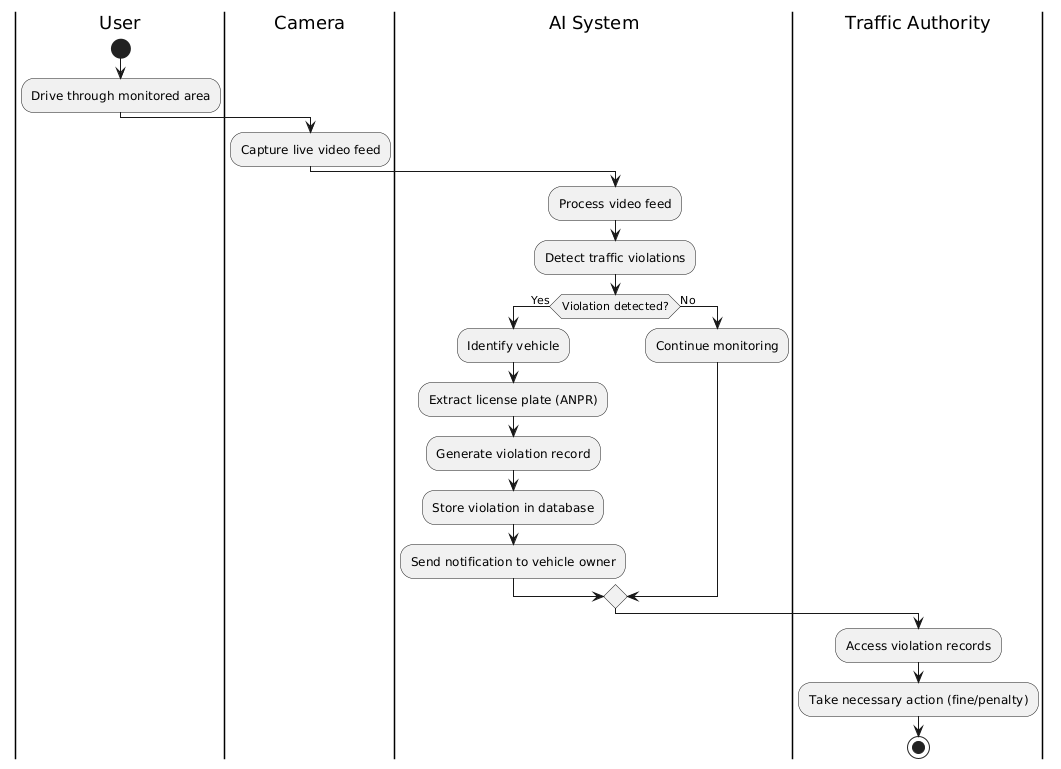 User
Camera
AI System
Traffic Authority
Drive through monitored area
Capture live video feed
Process video feed
Detect traffic violations
Yes
Violation detected?
No
Identify vehicle
Continue monitoring
Extract license plate (ANPR)
Generate violation record
Store violation in database
Send notification to vehicle owner
Access violation records
Take necessary action (fine/penalty)